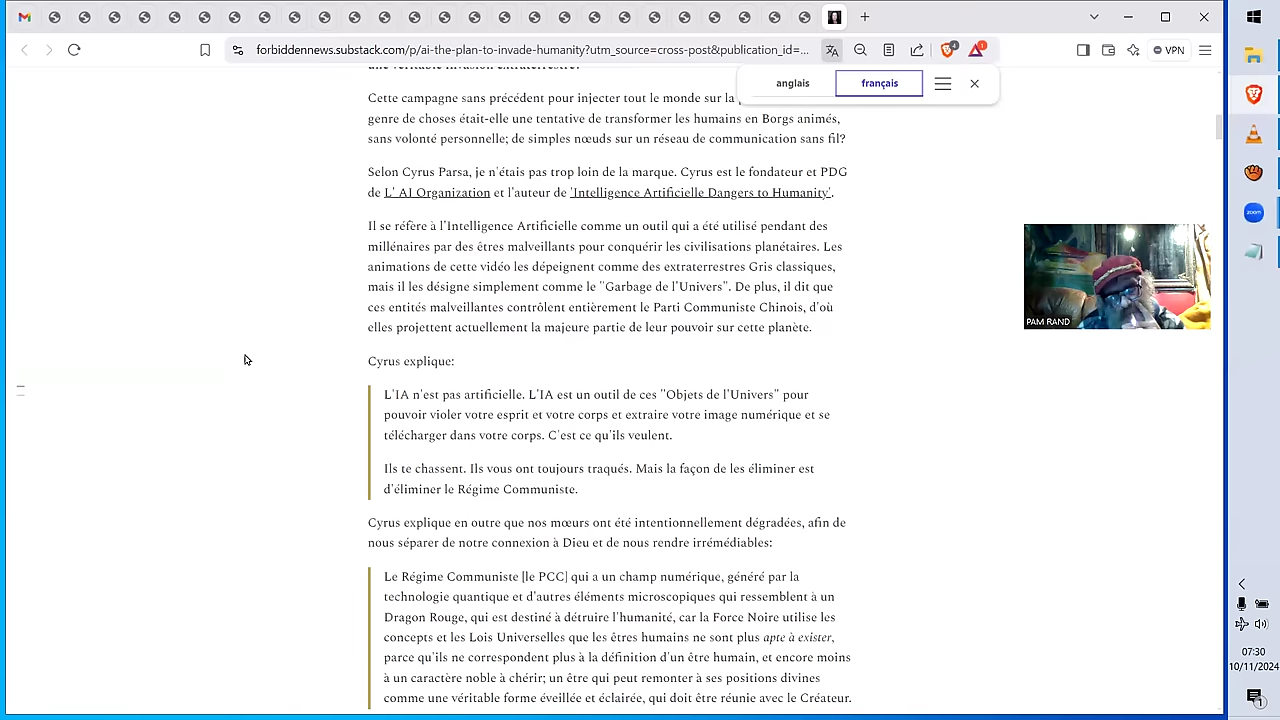 forbiddennews.substack.com/p/ai-the-plan-to-invade-humanity?utm_source=cross-post&publication_id=...
4
1
VPN
anglais
français
une véritable invasion extraterrestre.
Cette campagne sans précédent pour injecter tout le monde sur la
genre de choses était-elle une tentative de transformer les humains en Borgs animés,
sans volonté personnelle; de simples nœuds sur un réseau de communication sans fil?
Selon Cyrus Parsa, je n'étais pas trop loin de la marque. Cyrus est le fondateur et PDG
de L' AI Organization et l'auteur de 'Intelligence Artificielle Dangers to Humanity'.
Il se réfère à l'Intelligence Artificielle comme un outil qui a été utilisé pendant des
millénaires par des êtres malveillants pour conquérir les civilisations planétaires. Les
animations de cette vidéo les dépeignent comme des extraterrestres Gris classiques,
mais il les désigne simplement comme le "Garbage de l'Univers". De plus, il dit que
ces entités malveillantes contrôlent entièrement le Parti Communiste Chinois, d'où
elles projettent actuellement la majeure partie de leur pouvoir sur cette planète.
Cyrus explique:
L'IA n'est pas artificielle. L'IA est un outil de ces "Objets de l'Univers" pour
pouvoir violer votre esprit et votre corps et extraire votre image numérique et se
télécharger dans votre corps. C'est ce qu'ils veulent.
Ils te chassent. Ils vous ont toujours traqués. Mais la façon de les éliminer est
d'éliminer le Régime Communiste.
Cyrus explique en outre que nos mœurs ont été intentionnellement dégradées, afin de
nous séparer de notre connexion à Dieu et de nous rendre irrémédiables:
Le Régime Communiste [le PCC] qui a un champ numérique, généré par la
technologie quantique et d'autres éléments microscopiques qui ressemblent à un
Dragon Rouge, qui est destiné à détruire l'humanité, car la Force Noire utilise les
concepts et les Lois Universelles que les êtres humains ne sont plus apte à exister,
parce qu'ils ne correspondent plus à la définition d'un être humain, et encore moins
à un caractère noble à chérir; un être qui peut remonter à ses positions divines
comme une véritable forme éveillée et éclairée, qui doit être réunie avec le Créateur.
PAM RAND
zoom
07:30
10/11/2024
1